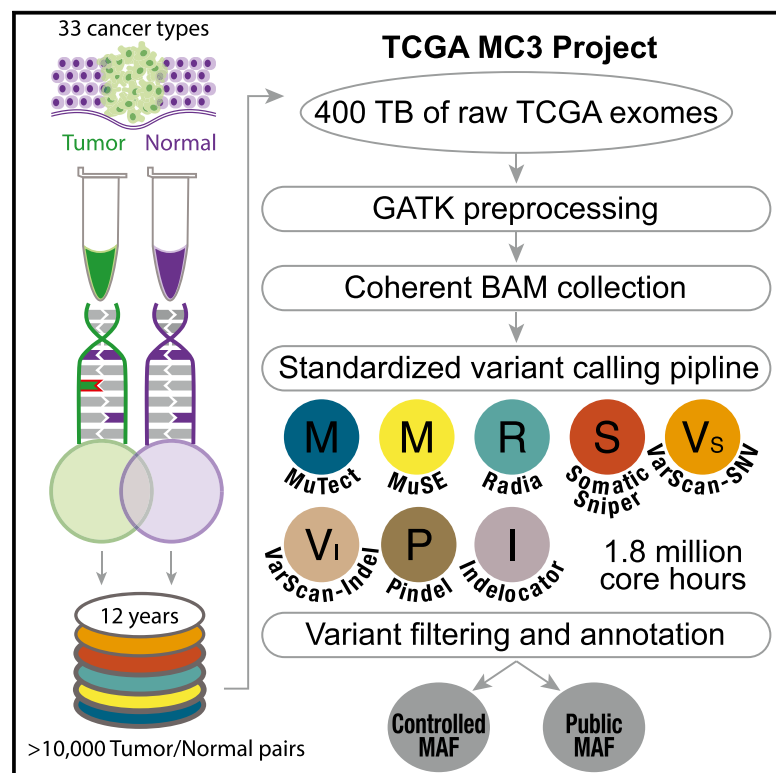 33 cancer types
Tumor Normal
12 years
>10,000 Tumor/Normal pairs
TCGA MC3 Project
400 TB of raw TCGA exomes
GATK preprocessing
Coherent BAM collection
Standardized variant calling pipline
M
MuTect
M
MuSE
R
Radia
S
Somatic
Sniper
Vs
VarScan-SNV
VI
VarScan-Indel
P
Pindel
I
Indelocator
1.8 million
core hours
Variant filtering and annotation
Controlled
MAF
Public
MAF